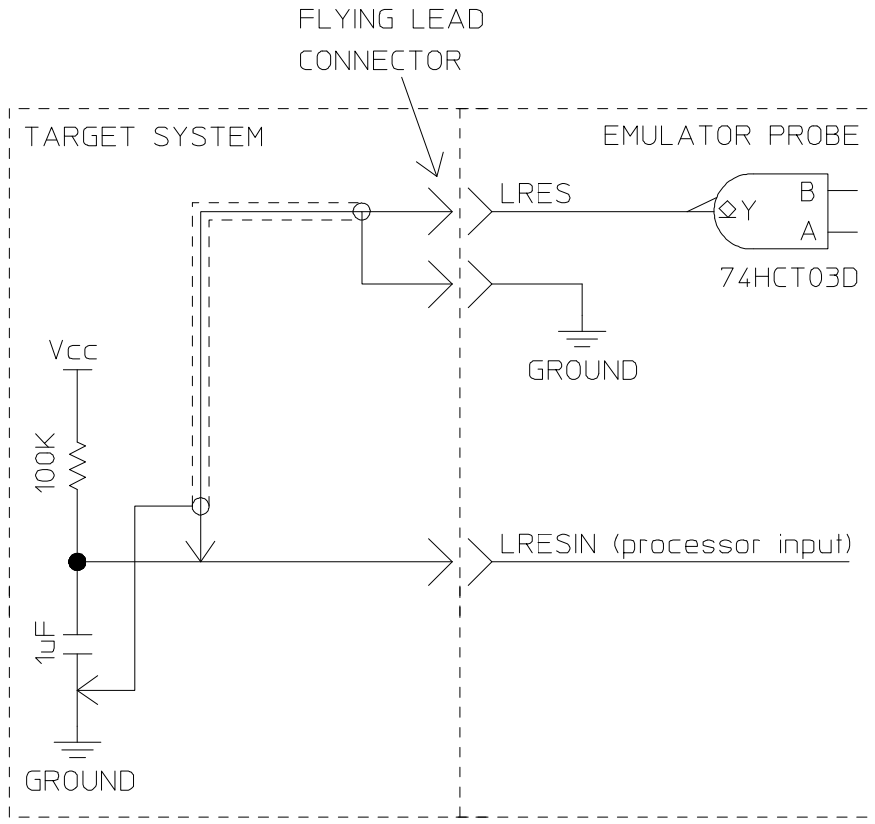 FLYING LEAD
CONNECTOR
TARGET SYSTEM
EMULATOR PROBE
LRES
B
Y
A
74HCT03D
GROUND
Vcc
100K
LRESIN (processor input)
1uF
GROUND